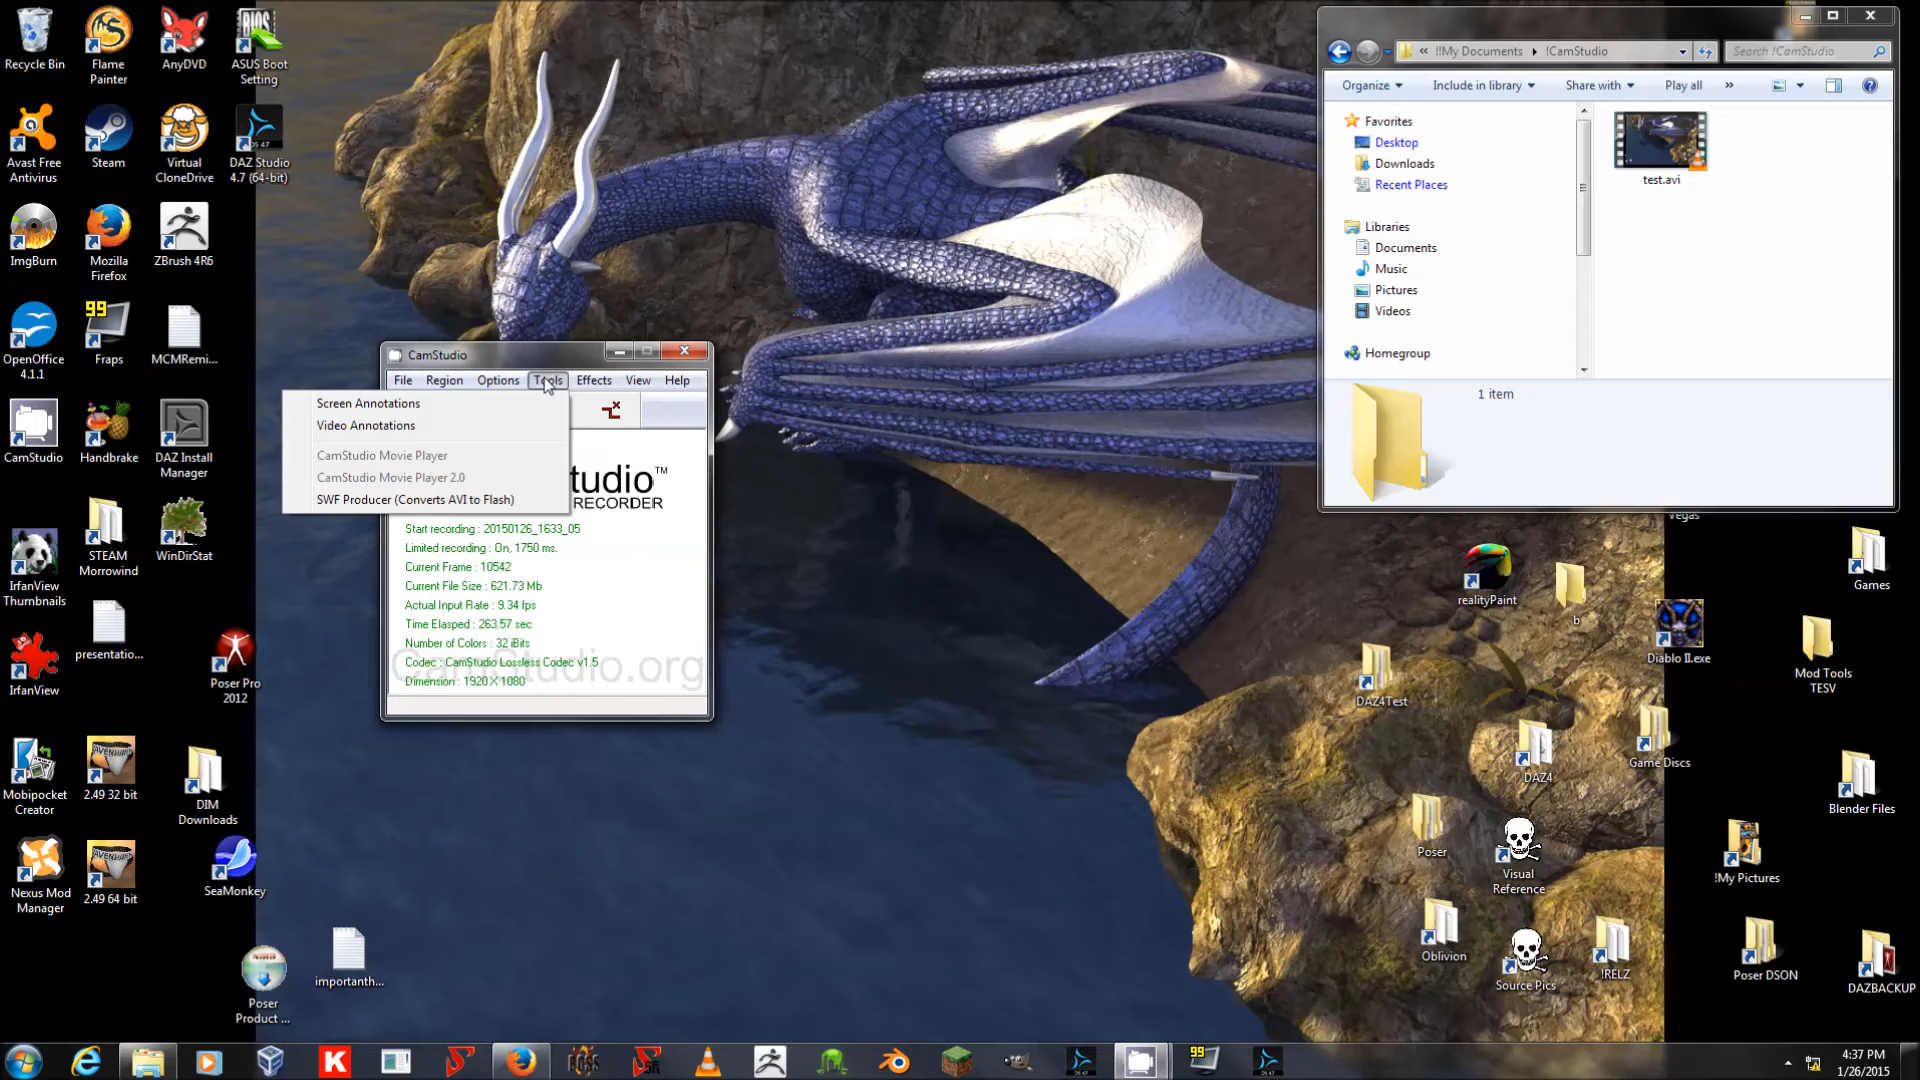 Recycle Bin
Flame
Painter
AnyDVD
BIOS
ASUS Boot
Setting
Avast Free
Antivirus
Steam
Virtual
CloneDrive
DAZ Studio
4.7 (64-bit)
ImgBurn
Mozilla
Firefox
ZBrush 4R6
OpenOffice
4.1.1
99
Fraps
MCMRemi...
CamStudio
Handbrake
DAZ Install
Manager
IrfanView
Thumbnails
STEAM
Morrowind
WinDirStat
IrfanView
presentatio...
Poser Pro
2012
Mobipocket
Creator
2.49 32 bit
DIM
Downloads
Nexus Mod
Manager
2.49 64 bit
SeaMonkey
Poser
Product ...
importanth...
CamStudio
File Region Options Tools Effects View Help
Screen Annotations
Video Annotations
CamStudio Movie Player
CamStudio Movie Player 2.0
SWF Producer (Converts AVI to Flash)
tudio™
RECORDER
Start recording : 20150126_1633_05
Limited recording : On, 1750 ms.
Current Frame : 10542
Current File Size : 621.73 Mb
Actual Input Rate : 9.34 fps
Time Elasped : 263.57 sec
Number of Colors : 32 iBits
Codec : CamStudio Lossless Codec v1.5
Dimension : 1920 X 1080
CamStudio.org
« !!My Documents !CamStudio
Search !CamStudio
Organize Include in library Share with Play all »
Favorites
Desktop
Downloads
Recent Places
Libraries
Documents
Music
Pictures
Videos
Homegroup
test.avi
1 item
Vegas
Games
realityPaint
b
Diablo II.exe
Mod Tools
TESV
DAZ4Test
DAZ4
Game Discs
Blender Files
Poser
Visual
Reference
!My Pictures
Oblivion
Source Pics
!RELZ
Poser DSON
DAZBACKUP
K
99
4:37 PM
1/26/2015